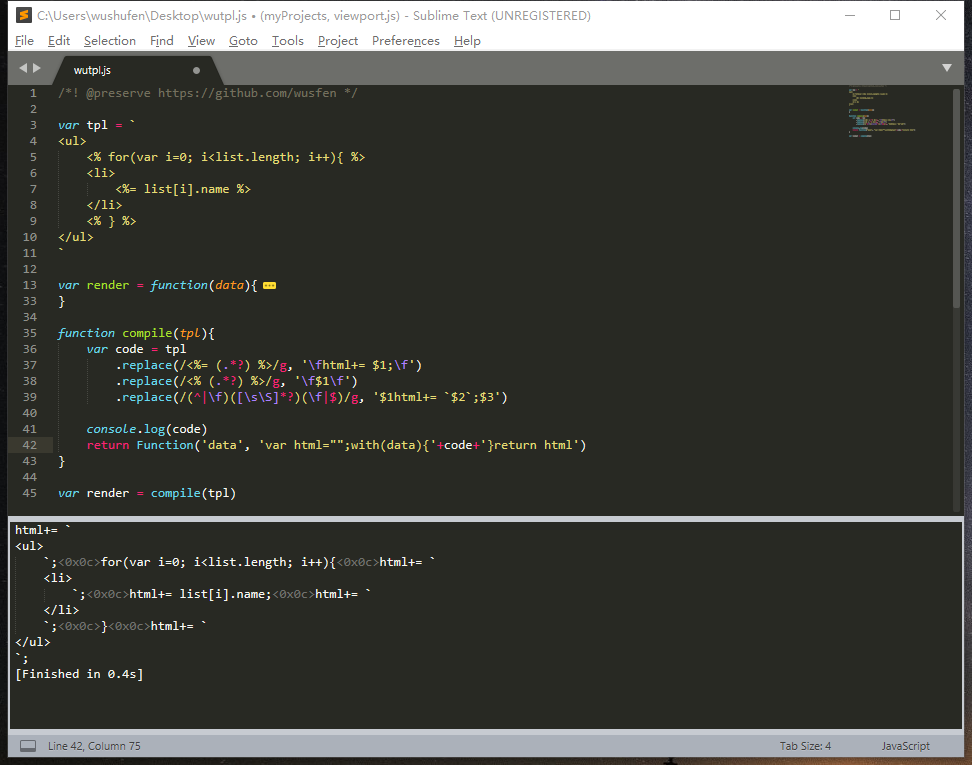 C:\Users\wushufen\Desktop\wutpl.js • (myProjects, viewport.js) - Sublime Text (UNREGISTERED)
File Edit Selection Find View Goto Tools Project Preferences Help
wutpl.js
1 /*! @preserve https://github.com/wusfen */
2
3 var tpl = `
4 <ul>
5     <% for(var i=0; i<list.length; i++){ %>
6     <li>
7         <%= list[i].name %>
8     </li>
9     <% } %>
10 </ul>
11 `
12
13 var render = function(data){
33 }
34
35 function compile(tpl){
36     var code = tpl
37         .replace(/<%= (.*?) %>/g, '\fhtml+= $1;\f')
38         .replace(/<% (.*?) %>/g, '\f$1\f')
39         .replace(/(^|\f)([\s\S]*?)(\f|$)/g, '$1html+= `$2`;$3')
40
41     console.log(code)
42     return Function('data', 'var html="";with(data){'+code+'}return html')
43 }
44
45 var render = compile(tpl)
html+= `
<ul>
    `;<0x0c>for(var i=0; i<list.length; i++){<0x0c>html+= `
    <li>
        `;<0x0c>html+= list[i].name;<0x0c>html+= `
    </li>
    `;<0x0c>}<0x0c>html+= `
</ul>
`;
[Finished in 0.4s]
Line 42, Column 75 Tab Size: 4 JavaScript